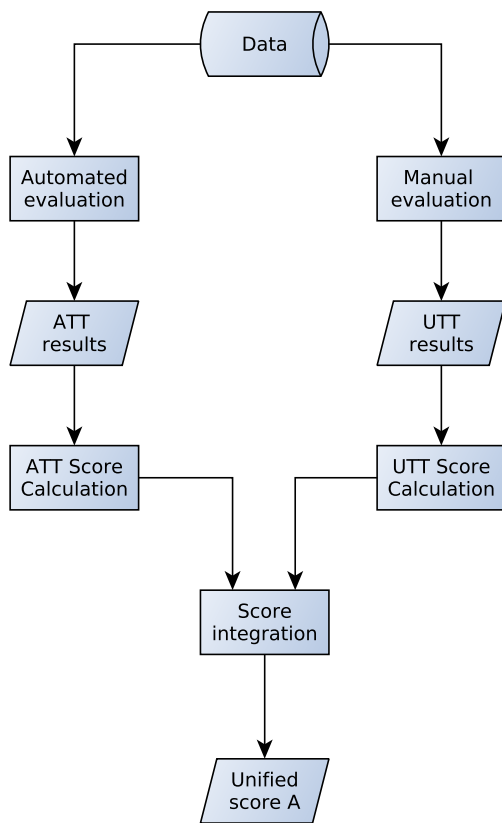 Data
Automated
evaluation
Manual
evaluation
ATT
results
UTT
results
ATT Score
Calculation
UTT Score
Calculation
Score
integration
Unified
score A